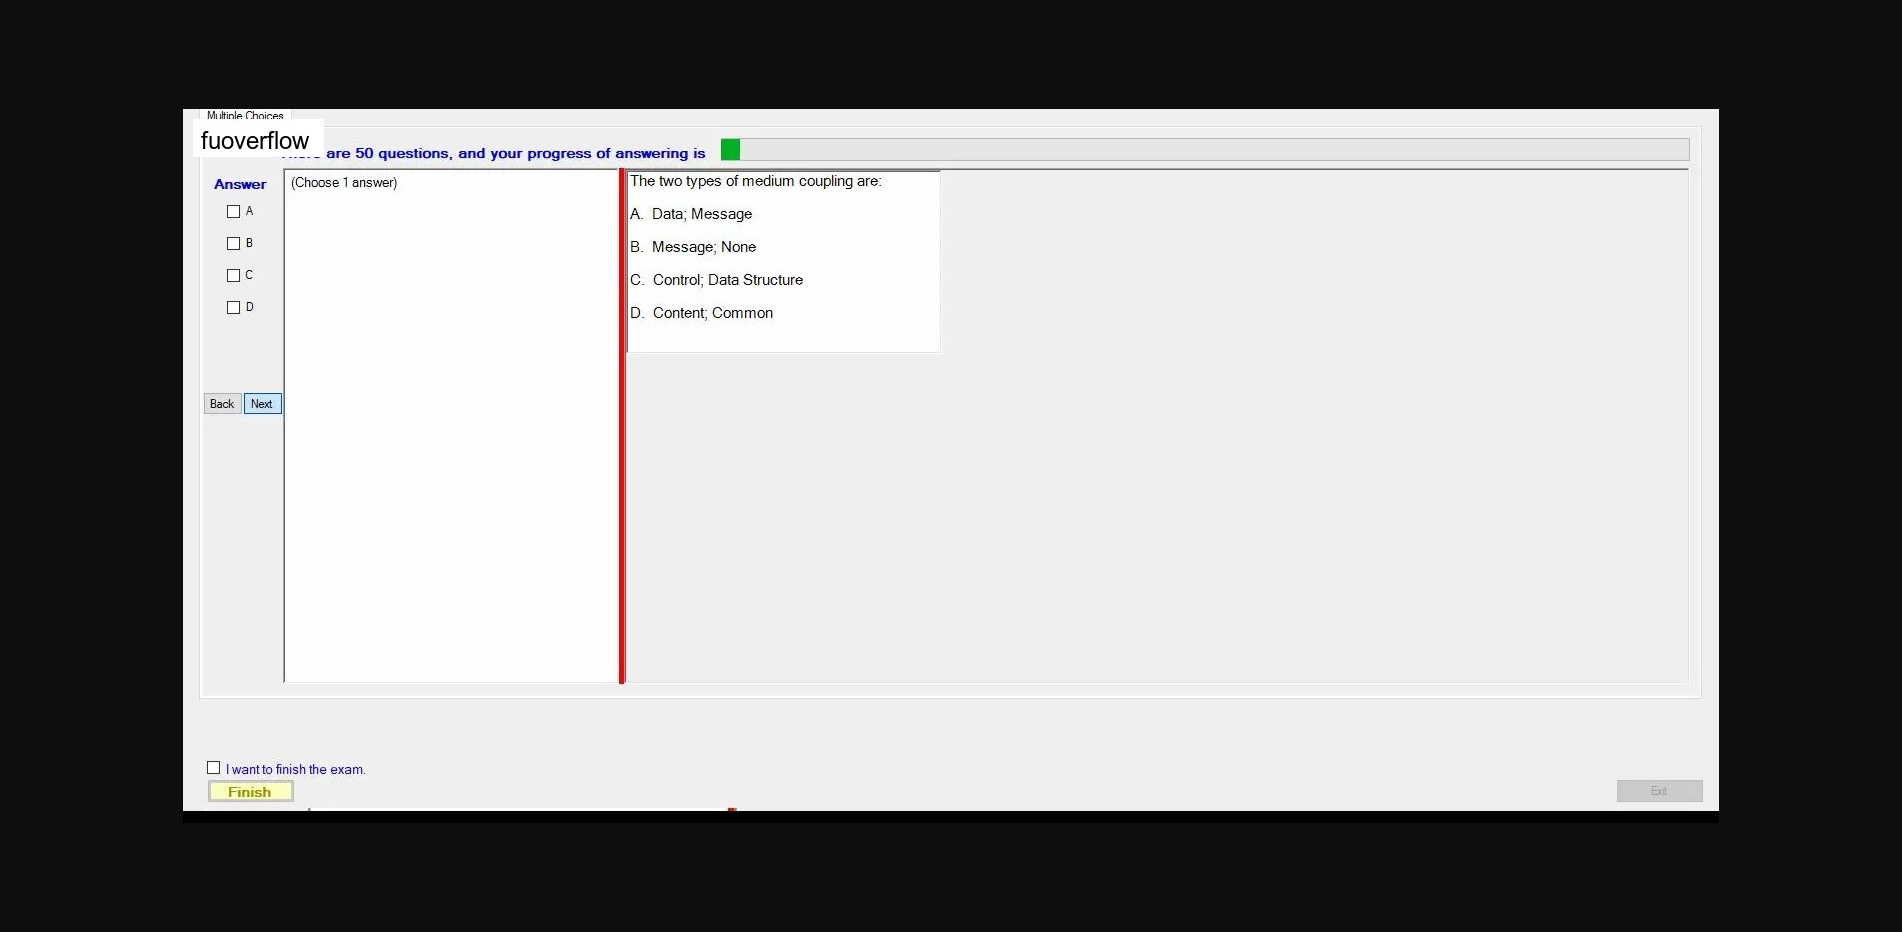 Multiple Choices
fuoverflow
are 50 questions, and your progress of answering is
Answer
(Choose 1 answer)
A
B
C
D
Back
Next
The two types of medium coupling are:
A. Data; Message
B. Message; None
C. Control; Data Structure
D. Content; Common
I want to finish the exam.
Finish
Exit